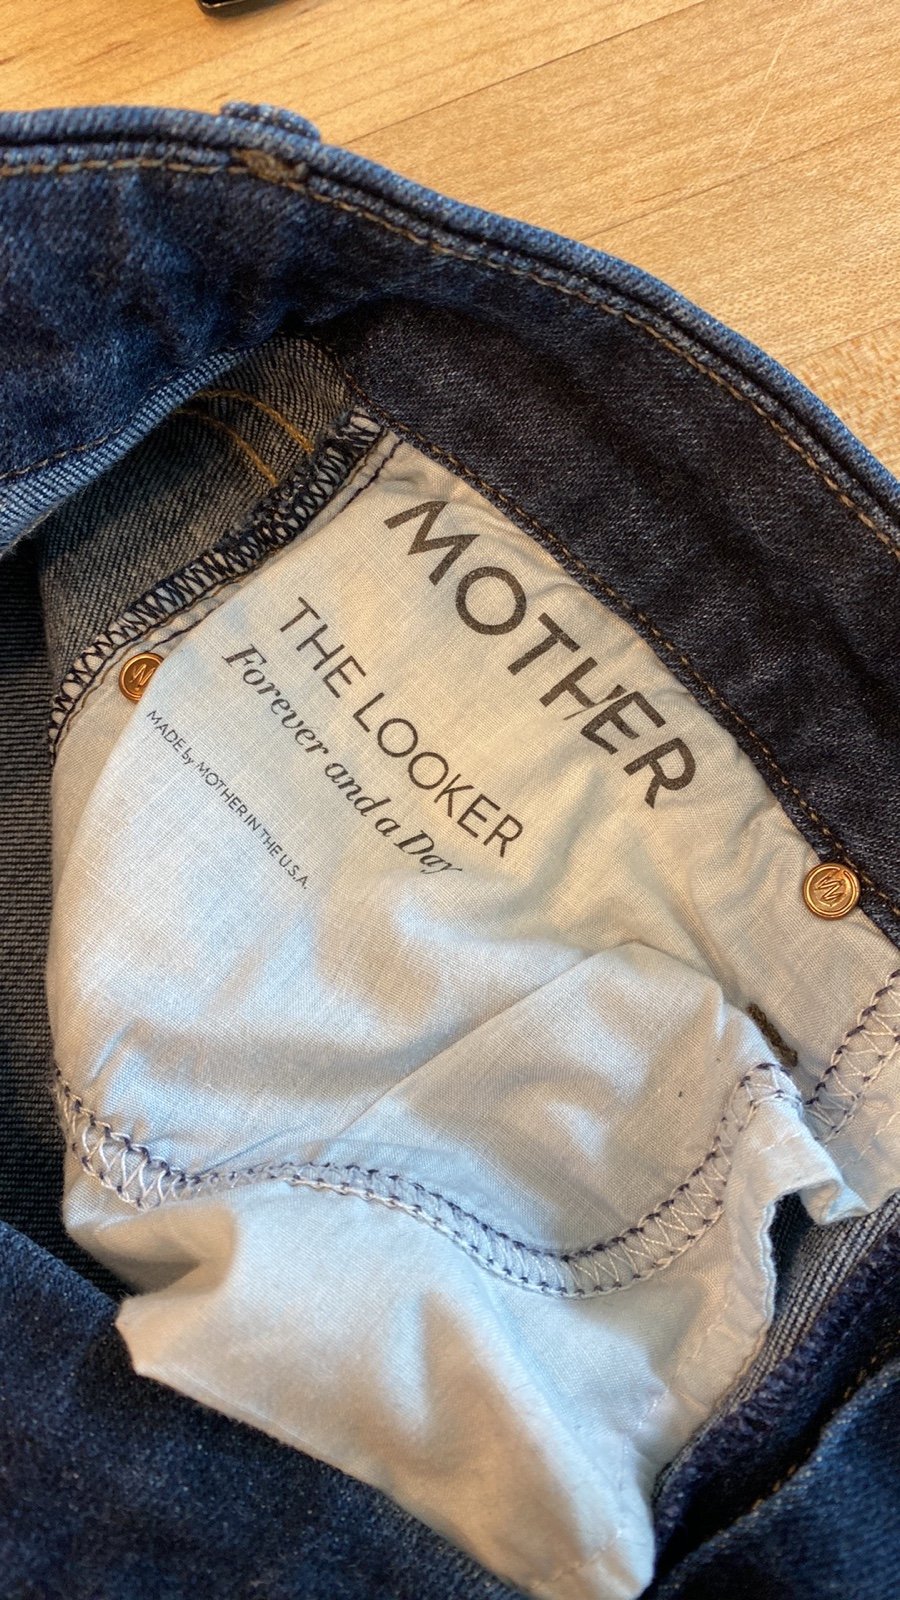 MOTHER
THE LOOKER
Forever and a Day
MADE by MOTHER IN THE U.S.A.